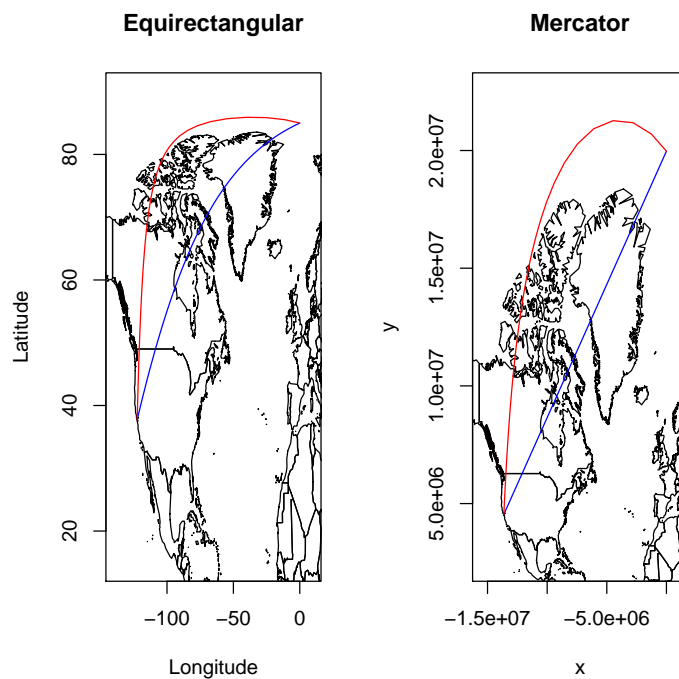 Equirectangular
Mercator
Latitude
20
40
60
80
−100
−50
0
Longitude
y
5.0e+06
1.0e+07
1.5e+07
2.0e+07
−1.5e+07
−5.0e+06
x